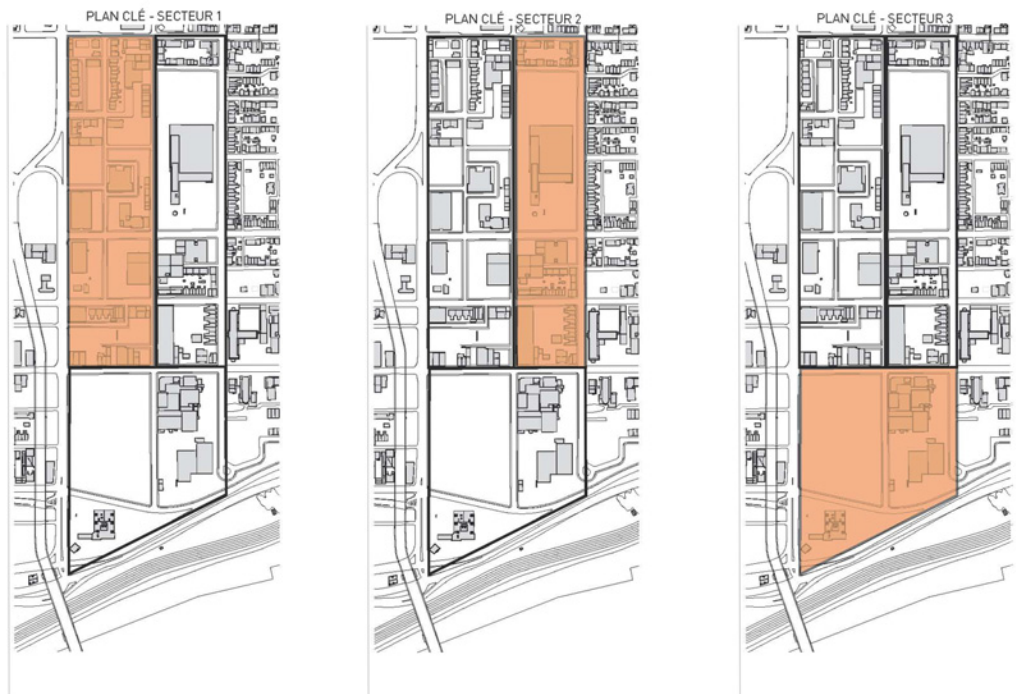 PLAN CLÉ - SECTEUR 1
PLAN CLÉ - SECTEUR 2
PLAN CLÉ - SECTEUR 3